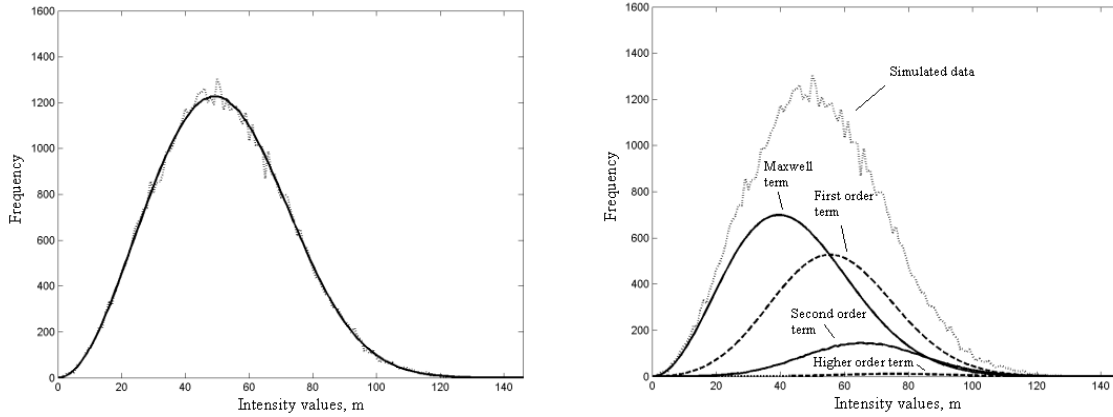 1600
1400
1200
1000
800
600
400
200
0
Frequency
0 20 40 60 80 100 120 140
Intensity values, m
1600
1400
1200
1000
800
600
400
200
0
Frequency
Simulated data
Maxwell
term
First order
term
Second order
term
Higher order term
0 20 40 60 80 100 120 140
Intensity values, m